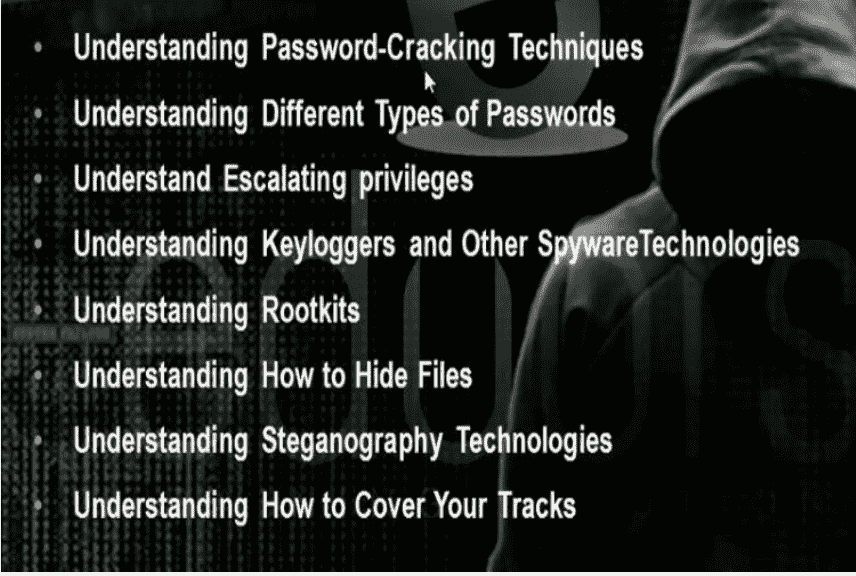 • Understanding Password-Cracking Techniques
• Understanding Different Types of Passwords
• Understand Escalating privileges
• Understanding Keyloggers and Other SpywareTechnologies
• Understanding Rootkits
• Understanding How to Hide Files
• Understanding Steganography Technologies
• Understanding How to Cover Your Tracks